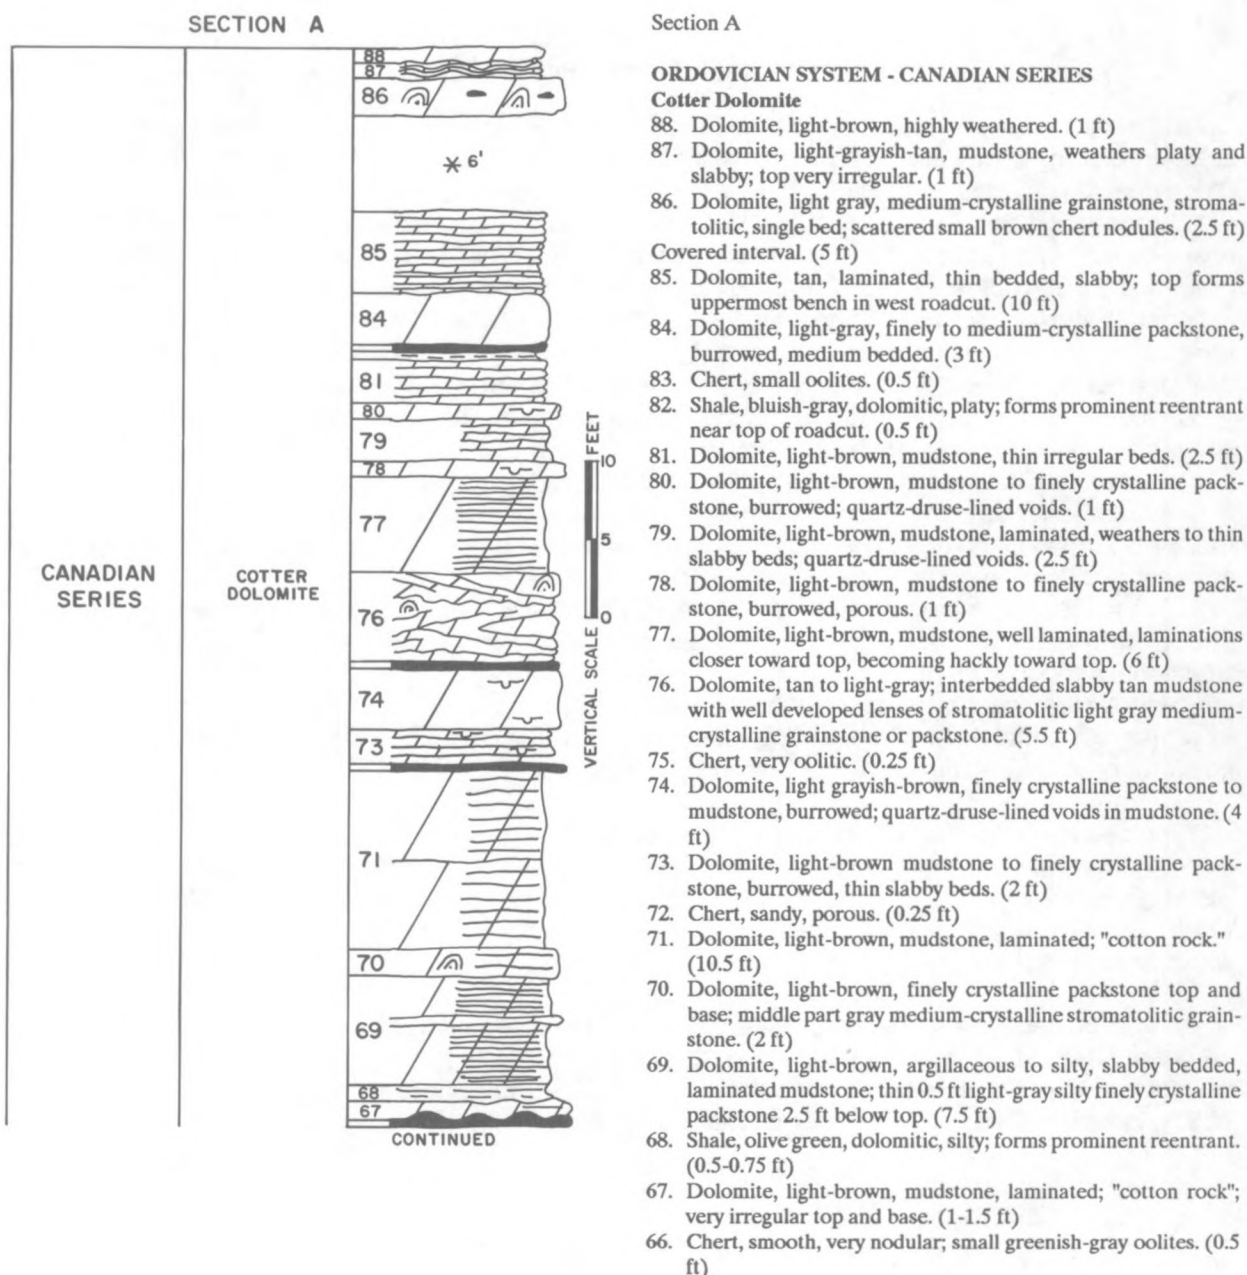 SECTION A
88
87
86
* 6'
85
84
81
80
79
78
77
76
74
73
71
70
69
68
67
CONTINUED
CANADIAN
SERIES
COTTER
DOLOMITE
VERTICAL SCALE FEET
10
5
0
Section A
ORDOVICIAN SYSTEM - CANADIAN SERIES
Cotter Dolomite
88. Dolomite, light-brown, highly weathered. (1 ft)
87. Dolomite, light-grayish-tan, mudstone, weathers platy and
slabby; top very irregular. (1 ft)
86. Dolomite, light gray, medium-crystalline grainstone, stroma-
tolitic, single bed; scattered small brown chert nodules. (2.5 ft)
Covered interval. (5 ft)
85. Dolomite, tan, laminated, thin bedded, slabby; top forms
uppermost bench in west roadcut. (10 ft)
84. Dolomite, light-gray, finely to medium-crystalline packstone,
burrowed, medium bedded. (3 ft)
83. Chert, small oolites. (0.5 ft)
82. Shale, bluish-gray, dolomitic, platy; forms prominent reentrant
near top of roadcut. (0.5 ft)
81. Dolomite, light-brown, mudstone, thin irregular beds. (2.5 ft)
80. Dolomite, light-brown, mudstone to finely crystalline pack-
stone, burrowed; quartz-druse-lined voids. (1 ft)
79. Dolomite, light-brown, mudstone, laminated, weathers to thin
slabby beds; quartz-druse-lined voids. (2.5 ft)
78. Dolomite, light-brown, mudstone to finely crystalline pack-
stone, burrowed, porous. (1 ft)
77. Dolomite, light-brown, mudstone, well laminated, laminations
closer toward top, becoming hackly toward top. (6 ft)
76. Dolomite, tan to light-gray; interbedded slabby tan mudstone
with well developed lenses of stromatolitic light gray medium-
crystalline grainstone or packstone. (5.5 ft)
75. Chert, very oolitic. (0.25 ft)
74. Dolomite, light grayish-brown, finely crystalline packstone to
mudstone, burrowed; quartz-druse-lined voids in mudstone. (4
ft)
73. Dolomite, light-brown mudstone to finely crystalline pack-
stone, burrowed, thin slabby beds. (2 ft)
72. Chert, sandy, porous. (0.25 ft)
71. Dolomite, light-brown, mudstone, laminated; "cotton rock."
(10.5 ft)
70. Dolomite, light-brown, finely crystalline packstone top and
base; middle part gray medium-crystalline stromatolitic grain-
stone. (2 ft)
69. Dolomite, light-brown, argillaceous to silty, slabby bedded,
laminated mudstone; thin 0.5 ft light-gray silty finely crystalline
packstone 2.5 ft below top. (7.5 ft)
68. Shale, olive green, dolomitic, silty; forms prominent reentrant.
(0.5-0.75 ft)
67. Dolomite, light-brown, mudstone, laminated; "cotton rock";
very irregular top and base. (1-1.5 ft)
66. Chert, smooth, very nodular; small greenish-gray oolites. (0.5
ft)